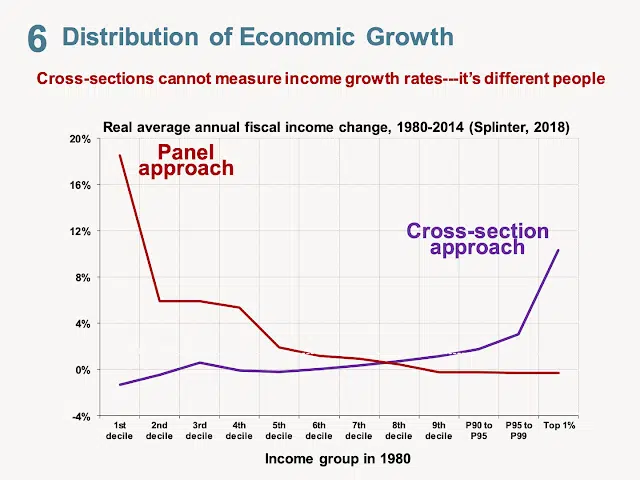 6 Distribution of Economic Growth
Cross-sections cannot measure income growth rates---it's different people
Real average annual fiscal income change, 1980-2014 (Splinter, 2018)
20%
16%
12%
8%
4%
0%
-4%
Panel
approach
Cross-section
approach
1st decile
2nd decile
3rd decile
4th decile
5th decile
6th decile
7th decile
8th decile
9th decile
P90 to P95
P95 to P99
Top 1%
Income group in 1980